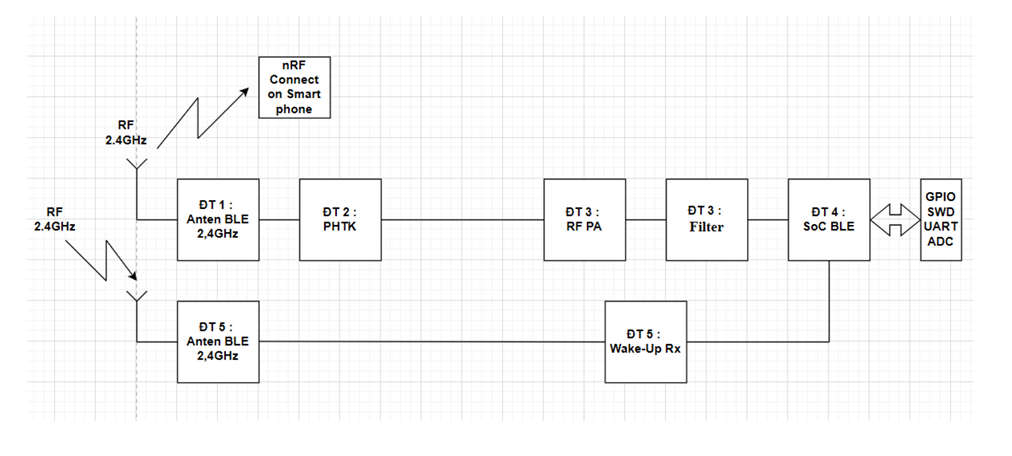 nRF
Connect
on Smart
phone
RF
2.4GHz
RF
2.4GHz
ĐT 1 :
Anten BLE
2,4GHz
ĐT 2 :
PHTK
ĐT 3 :
RF PA
ĐT 3 :
Filter
ĐT 4 :
SoC BLE
GPIO
SWD
UART
ADC
ĐT 5 :
Anten BLE
2,4GHz
ĐT 5 :
Wake-Up Rx